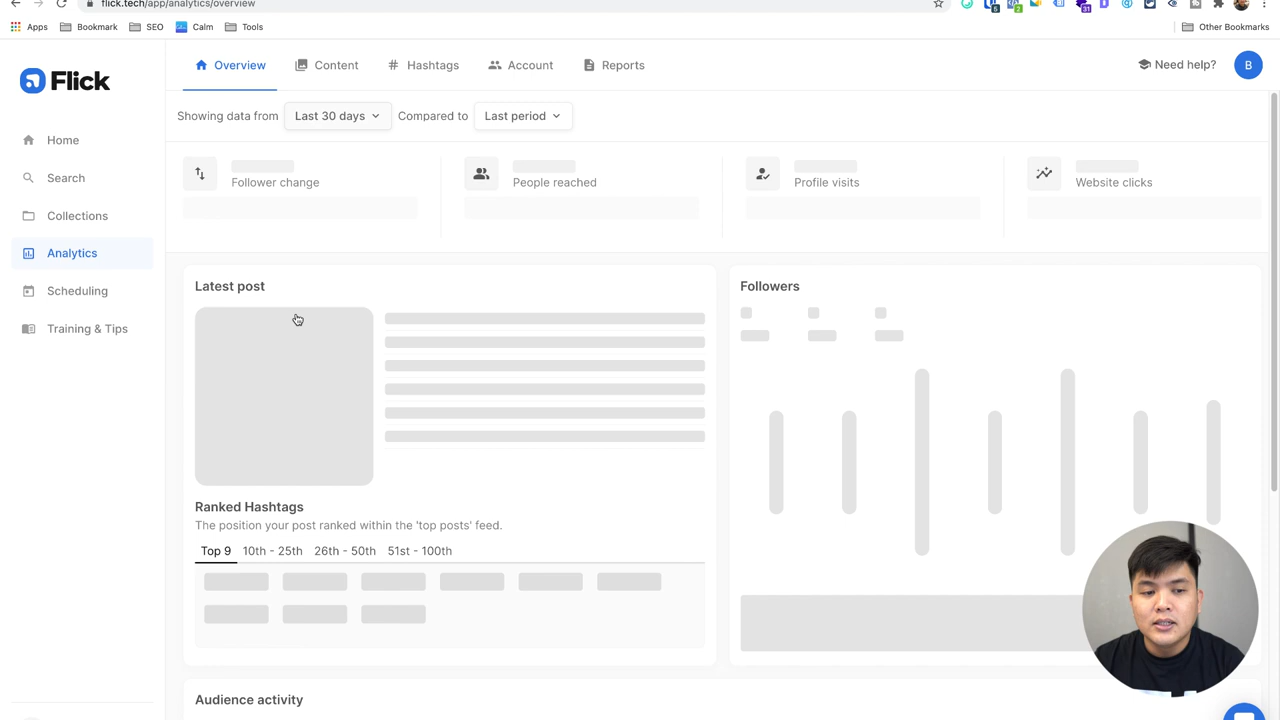 flick.tech/app/analytics/overview
Apps Bookmark SEO Calm Tools Other Bookmarks
Flick
Overview Content Hashtags Account Reports Need help? B
Showing data from Last 30 days Compared to Last period
Home
Search
Collections
Analytics
Scheduling
Training & Tips
Follower change People reached Profile visits Website clicks
Latest post
Followers
Ranked Hashtags
The position your post ranked within the 'top posts' feed.
Top 9 10th - 25th 26th - 50th 51st - 100th
Audience activity